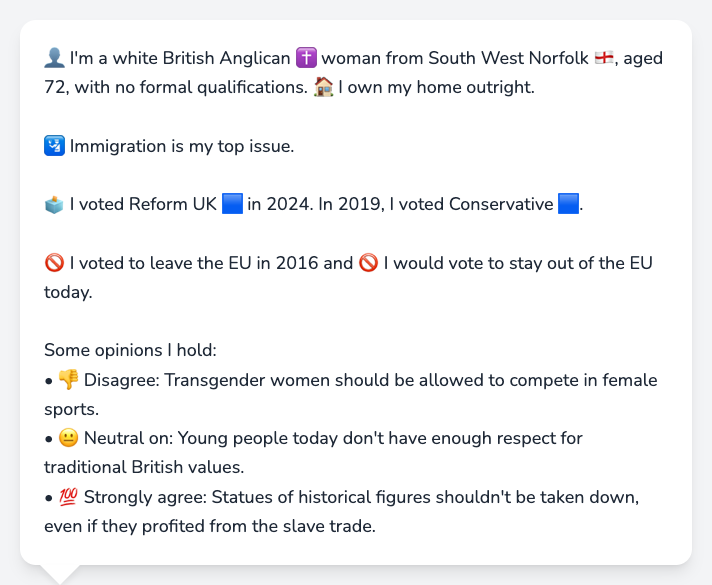 👤 I'm a white British Anglican ✝️ woman from South West Norfolk 🏴󠁧󠁢󠁥󠁮󠁧󠁿, aged
72, with no formal qualifications. 🏠 I own my home outright.
🛂 Immigration is my top issue.
🗳️ I voted Reform UK 🟦 in 2024. In 2019, I voted Conservative 🟦.
🚫 I voted to leave the EU in 2016 and 🚫 I would vote to stay out of the EU
today.
Some opinions I hold:
• 👎 Disagree: Transgender women should be allowed to compete in female
sports.
• 😐 Neutral on: Young people today don't have enough respect for
traditional British values.
• 💯 Strongly agree: Statues of historical figures shouldn't be taken down,
even if they profited from the slave trade.